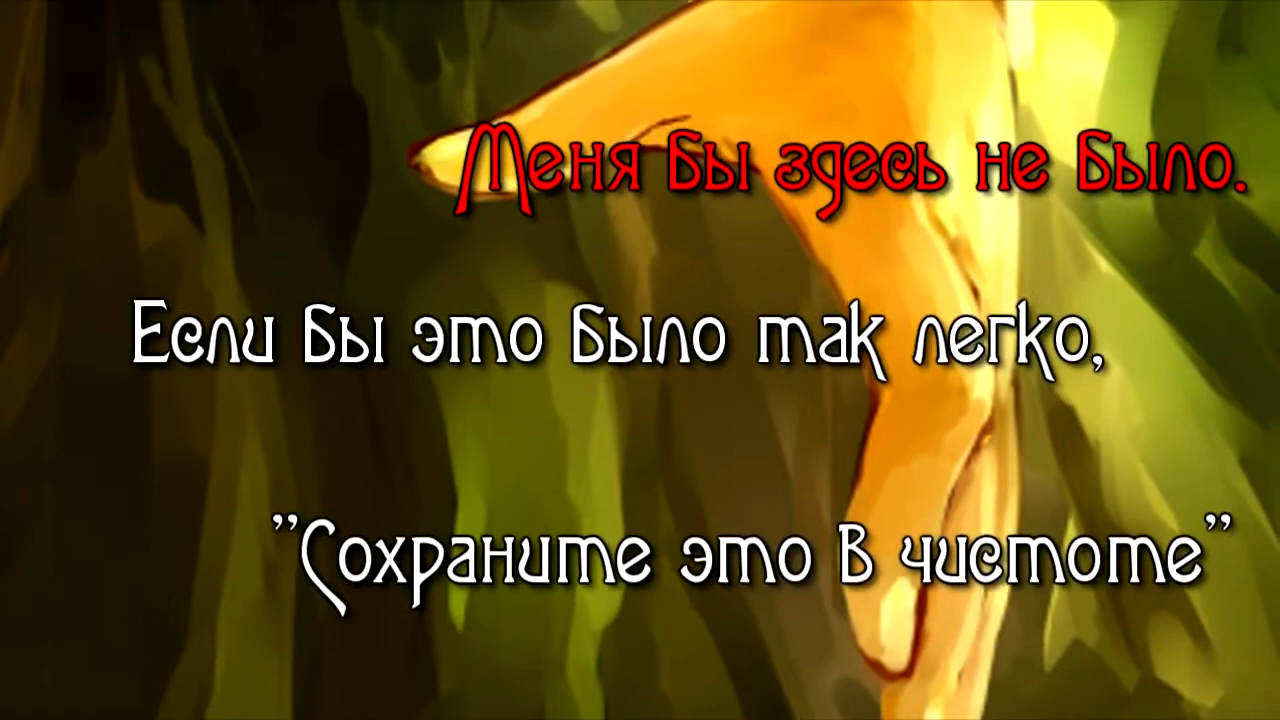 Меня бы здесь не было.
Если бы это было так легко,
"Сохраните это в чистоте"